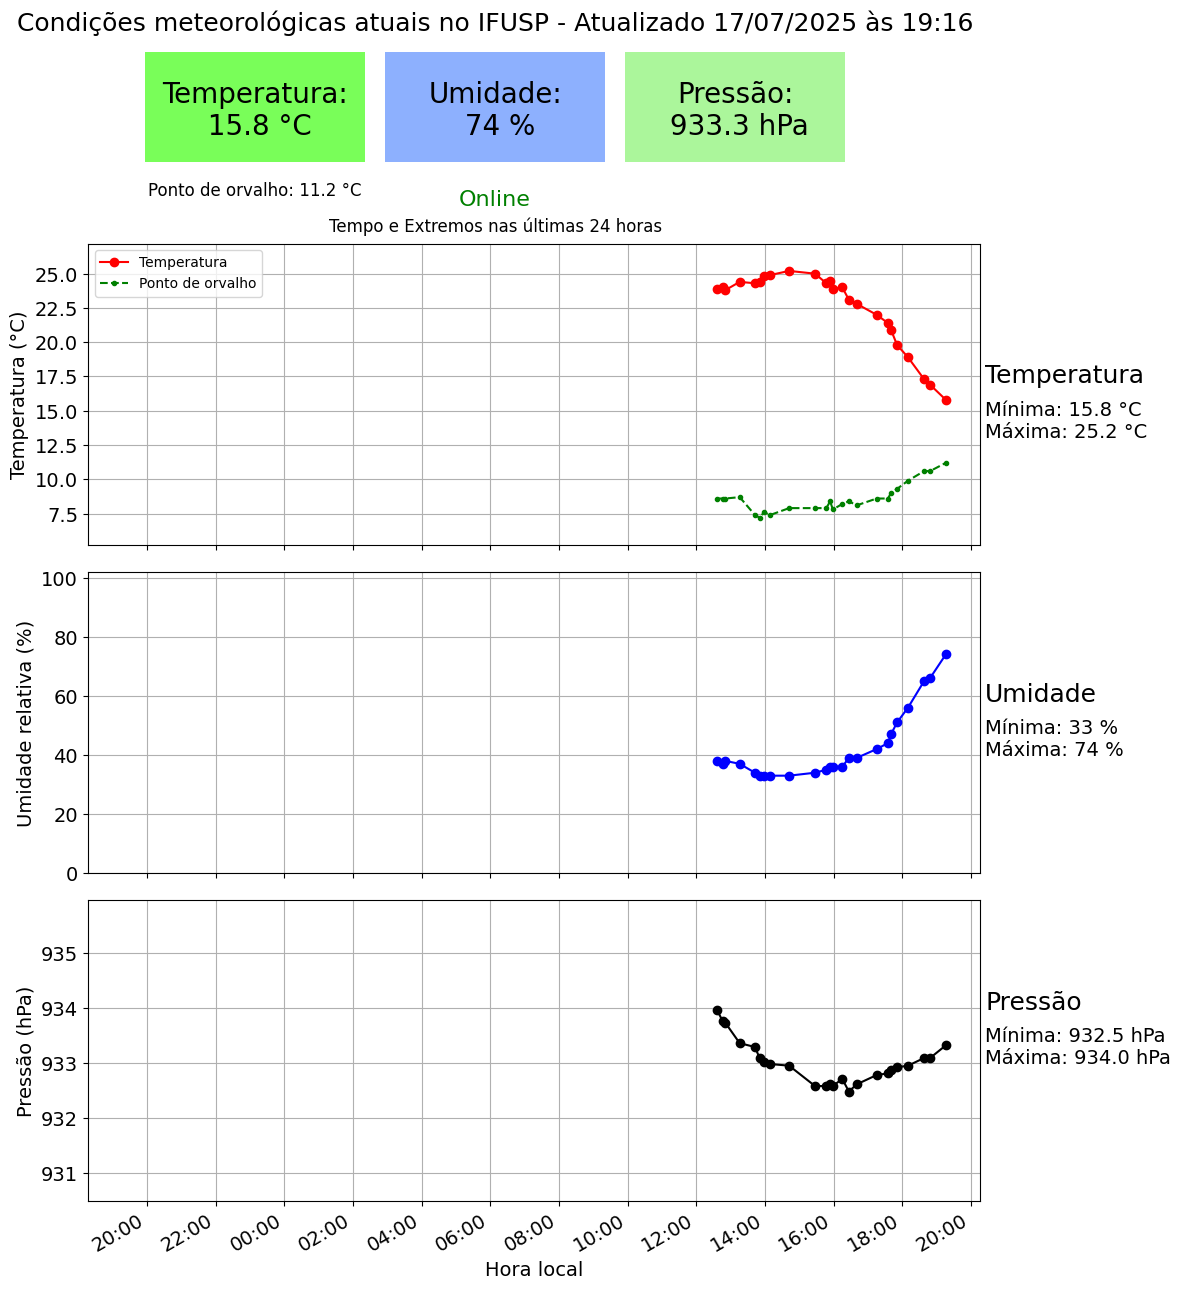 Condições meteorológicas atuais no IFUSP - Atualizado 17/07/2025 às 19:16
Temperatura:
15.8 °C
Umidade:
74 %
Pressão:
933.3 hPa
Ponto de orvalho: 11.2 °C
Online
Tempo e Extremos nas últimas 24 horas
Temperatura
Ponto de orvalho
Temperatura (°C)
25.0
22.5
20.0
17.5
15.0
12.5
10.0
7.5
Temperatura
Mínima: 15.8 °C
Máxima: 25.2 °C
Umidade relativa (%)
100
80
60
40
20
0
Umidade
Mínima: 33 %
Máxima: 74 %
Pressão (hPa)
935
934
933
932
931
Pressão
Mínima: 932.5 hPa
Máxima: 934.0 hPa
20:00
22:00
00:00
02:00
04:00
06:00
08:00
10:00
12:00
14:00
16:00
18:00
20:00
Hora local